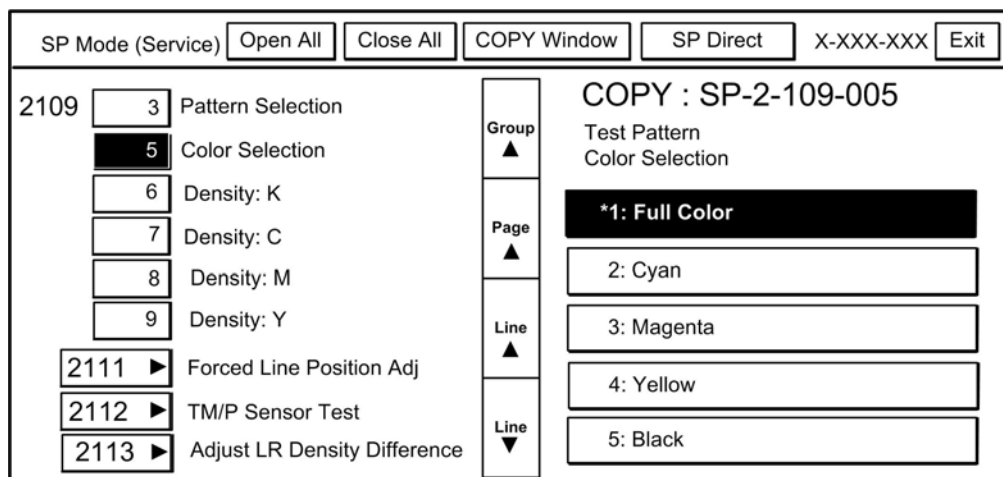 SP Mode (Service) Open All Close All COPY Window SP Direct X-XXX-XXX Exit
2109 3 Pattern Selection
5 Color Selection
6 Density: K
7 Density: C
8 Density: M
9 Density: Y
2111 ▶ Forced Line Position Adj
2112 ▶ TM/P Sensor Test
2113 ▶ Adjust LR Density Difference
Group
▲
Page
▲
Line
▲
Line
▼
COPY : SP-2-109-005
Test Pattern
Color Selection
*1: Full Color
2: Cyan
3: Magenta
4: Yellow
5: Black